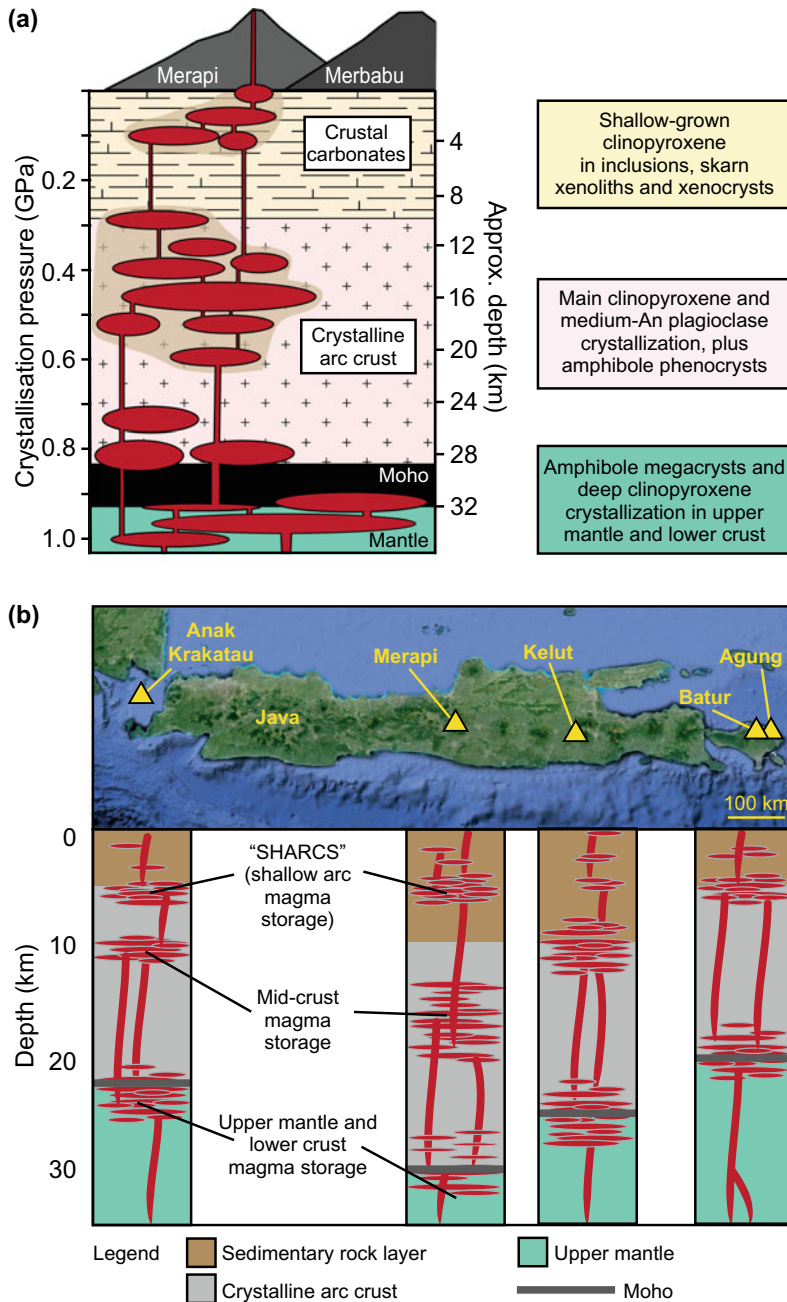 (a)
Merapi
Merbabu
Crustal
carbonates
Crystalline
arc crust
Moho
Mantle
Crystallisation pressure (GPa)
0.2
0.4
0.6
0.8
1.0
Approx. depth (km)
4
8
12
16
20
24
28
32
Shallow-grown
clinopyroxene
in inclusions, skarn
xenoliths and xenocrysts
Main clinopyroxene and
medium-An plagioclase
crystallization, plus
amphibole phenocrysts
Amphibole megacrysts and
deep clinopyroxene
crystallization in upper
mantle and lower crust
(b)
Anak
Krakatau
Java
Merapi
Kelut
Agung
Batur
100 km
Depth (km)
0
10
20
30
“SHARCS”
(shallow arc
magma
storage)
Mid-crust
magma
storage
Upper mantle and
lower crust
magma storage
Legend
Sedimentary rock layer
Upper mantle
Crystalline arc crust
Moho